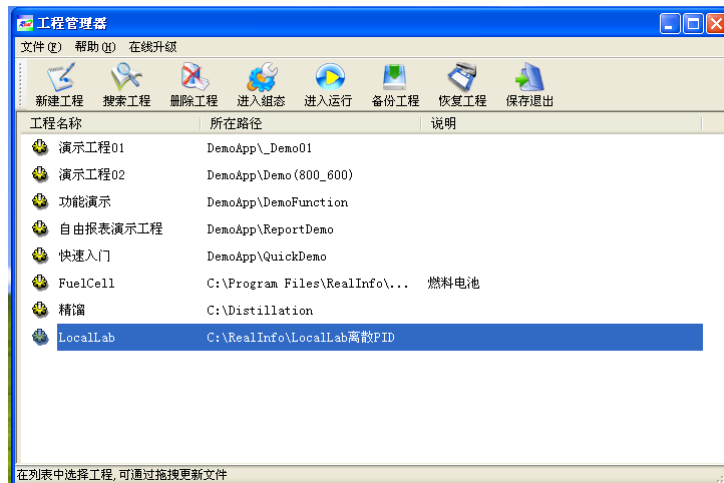 工程管理器
文件(F) 帮助(H) 在线升级
新建工程 搜索工程 删除工程 进入组态 进入运行 备份工程 恢复工程 保存退出
工程名称 所在路径 说明
演示工程01 DemoApp\_Demo01
演示工程02 DemoApp\Demo(800_600)
功能演示 DemoApp\DemoFunction
自由报表演示工程 DemoApp\ReportDemo
快速入门 DemoApp\QuickDemo
FuelCell C:\Program Files\RealInfo\... 燃料电池
精馏 C:\Distillation
LocalLab C:\RealInfo\LocalLab离散PID
在列表中选择工程,可通过拖拽更新文件